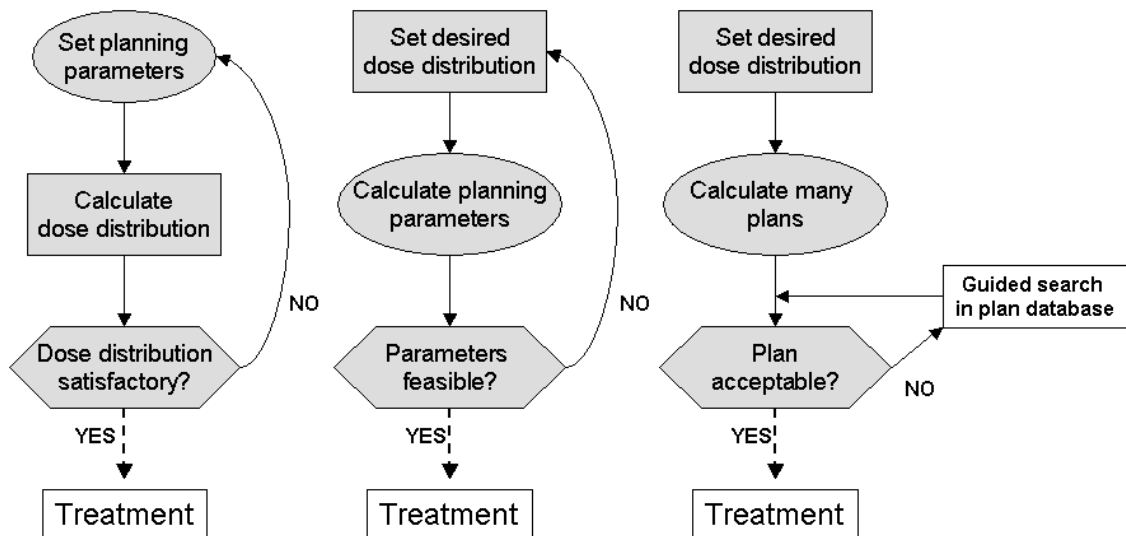 Set planning
parameters
Calculate
dose distribution
NO
Dose distribution
satisfactory?
YES
Treatment
Set desired
dose distribution
Calculate planning
parameters
NO
Parameters
feasible?
YES
Treatment
Set desired
dose distribution
Calculate many
plans
Guided search
in plan database
Plan
acceptable?
NO
YES
Treatment